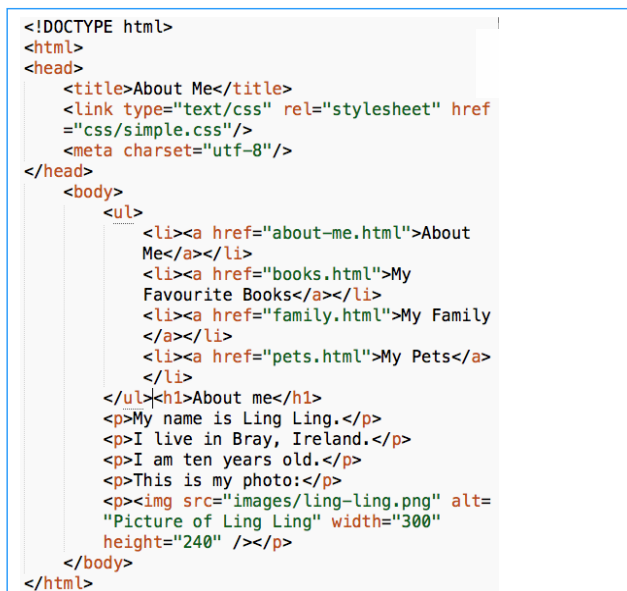 <!DOCTYPE html>
<html>
<head>
<title>About Me</title>
<link type="text/css" rel="stylesheet" href
="css/simple.css"/>
<meta charset="utf-8"/>
</head>
<body>
<ul>
<li><a href="about-me.html">About
Me</a></li>
<li><a href="books.html">My
Favourite Books</a></li>
<li><a href="family.html">My Family
</a></li>
<li><a href="pets.html">My Pets</a>
</li>
</ul><h1>About me</h1>
<p>My name is Ling Ling.</p>
<p>I live in Bray, Ireland.</p>
<p>I am ten years old.</p>
<p>This is my photo:</p>
<p><img src="images/ling-ling.png" alt=
"Picture of Ling Ling" width="300"
height="240" /></p>
</body>
</html>